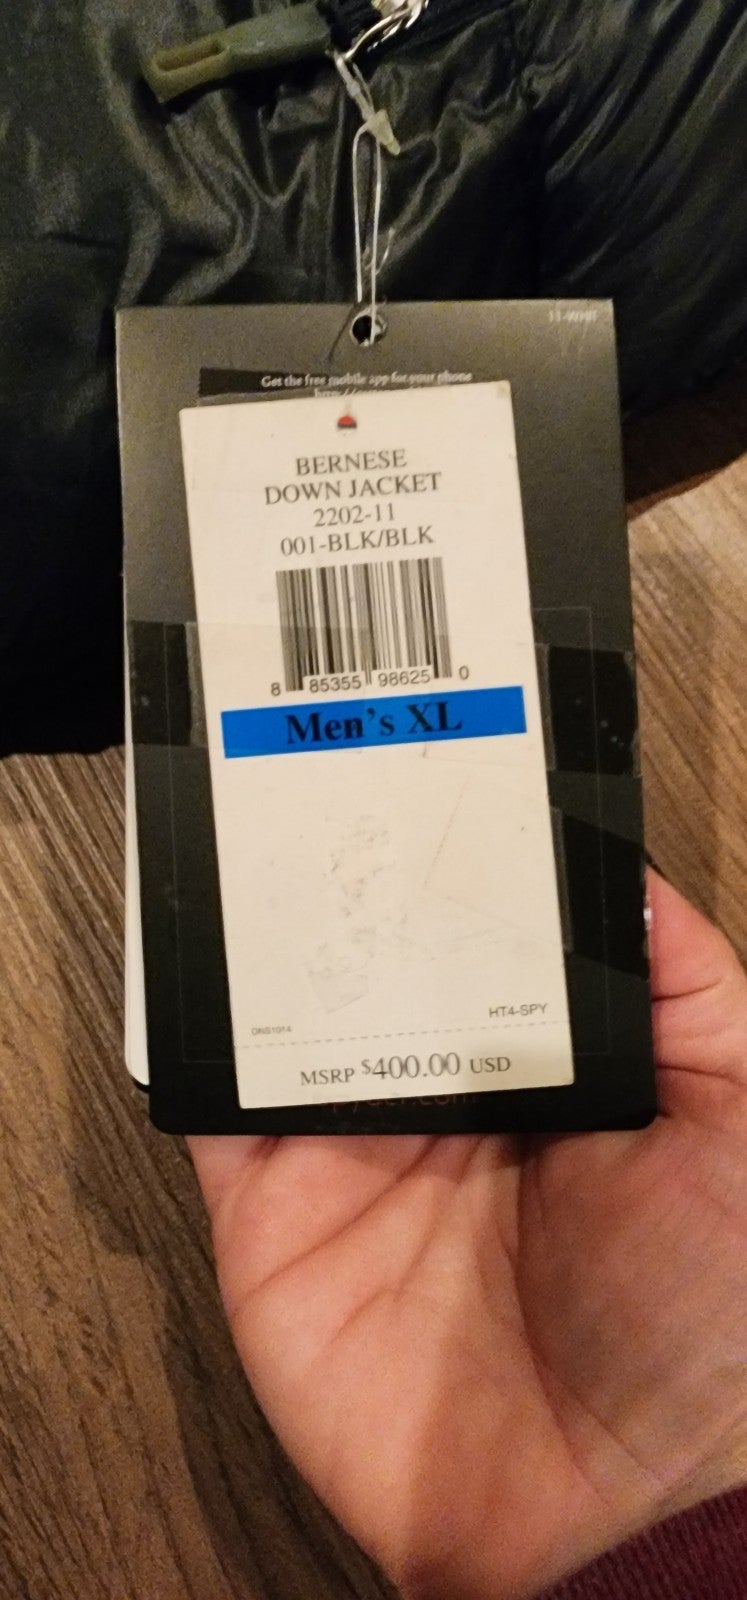 Get the free mobile app for your phone
BERNESE
DOWN JACKET
2202-11
001-BLK/BLK
8 85355 98625 0
Men's XL
ONS1014
HT4-SPY
MSRP $400.00 USD